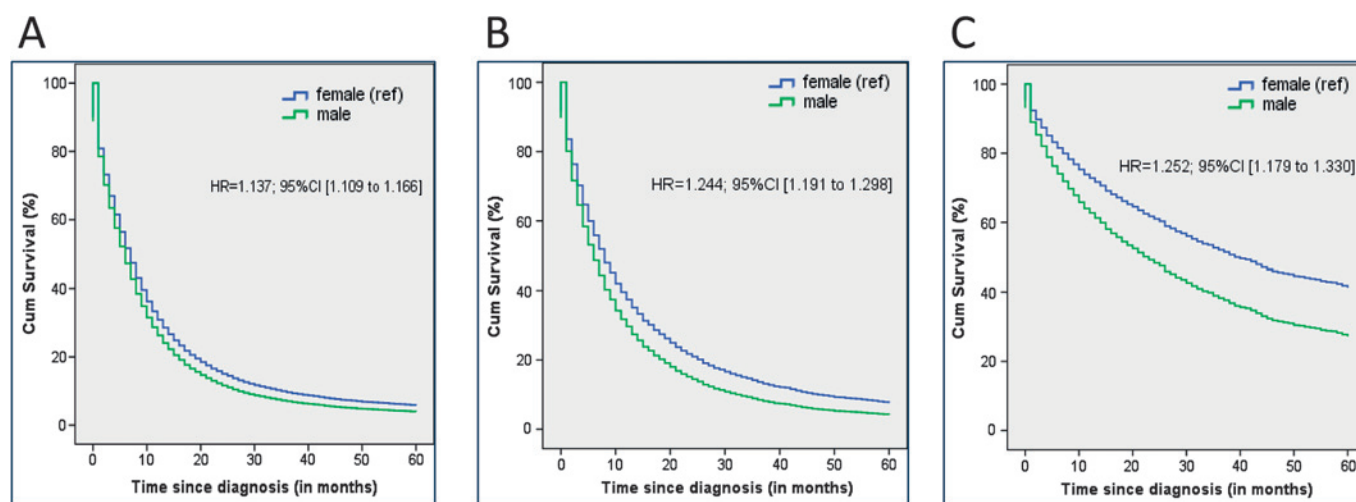 A
100
80
60
40
20
0
Cum Survival (%)
female (ref)
male
HR=1.137; 95%CI [1.109 to 1.166]
0 10 20 30 40 50 60
Time since diagnosis (in months)
B
100
80
60
40
20
0
Cum Survival (%)
female (ref)
male
HR=1.244; 95%CI [1.191 to 1.298]
0 10 20 30 40 50 60
Time since diagnosis (in months)
C
100
80
60
40
20
0
Cum Survival (%)
female (ref)
male
HR=1.252; 95%CI [1.179 to 1.330]
0 10 20 30 40 50 60
Time since diagnosis (in months)